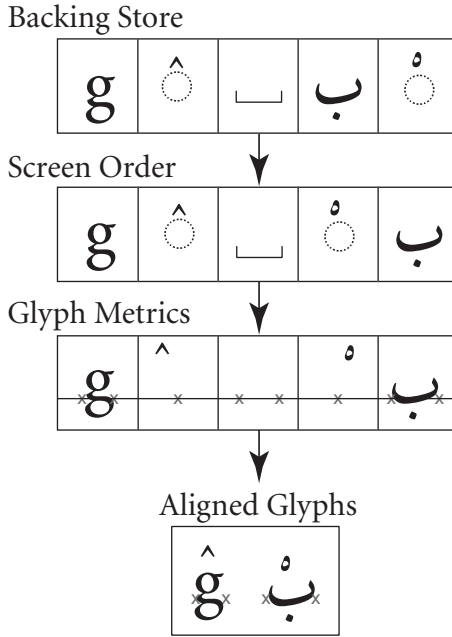 Backing Store
g ◌̂ ⎵ ب ◌ْ
Screen Order
g ◌̂ ⎵ ◌ْ ب
Glyph Metrics
g ^ ْ ب
x x x x x x x x
Aligned Glyphs
ĝ بْ
x x x x